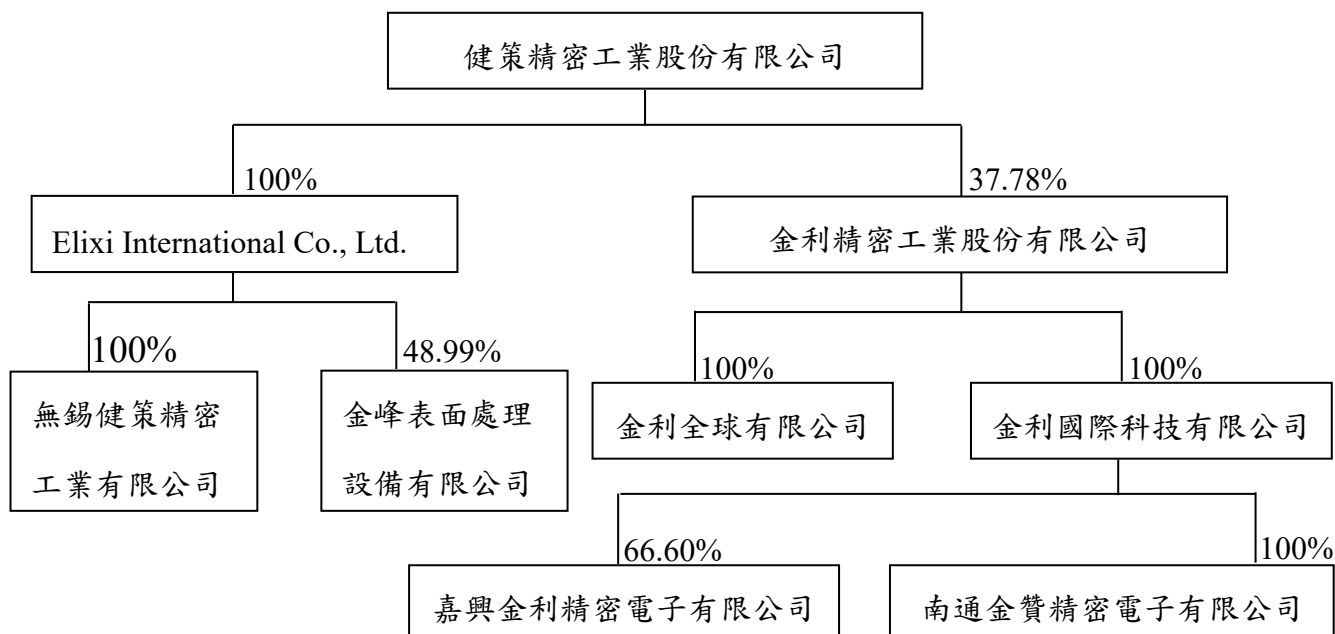 健策精密工業股份有限公司
100%
37.78%
Elixi International Co., Ltd.
金利精密工業股份有限公司
100%
48.99%
100%
100%
無錫健策精密
工業有限公司
金峰表面處理
設備有限公司
金利全球有限公司
金利國際科技有限公司
66.60%
100%
嘉興金利精密電子有限公司
南通金贊精密電子有限公司